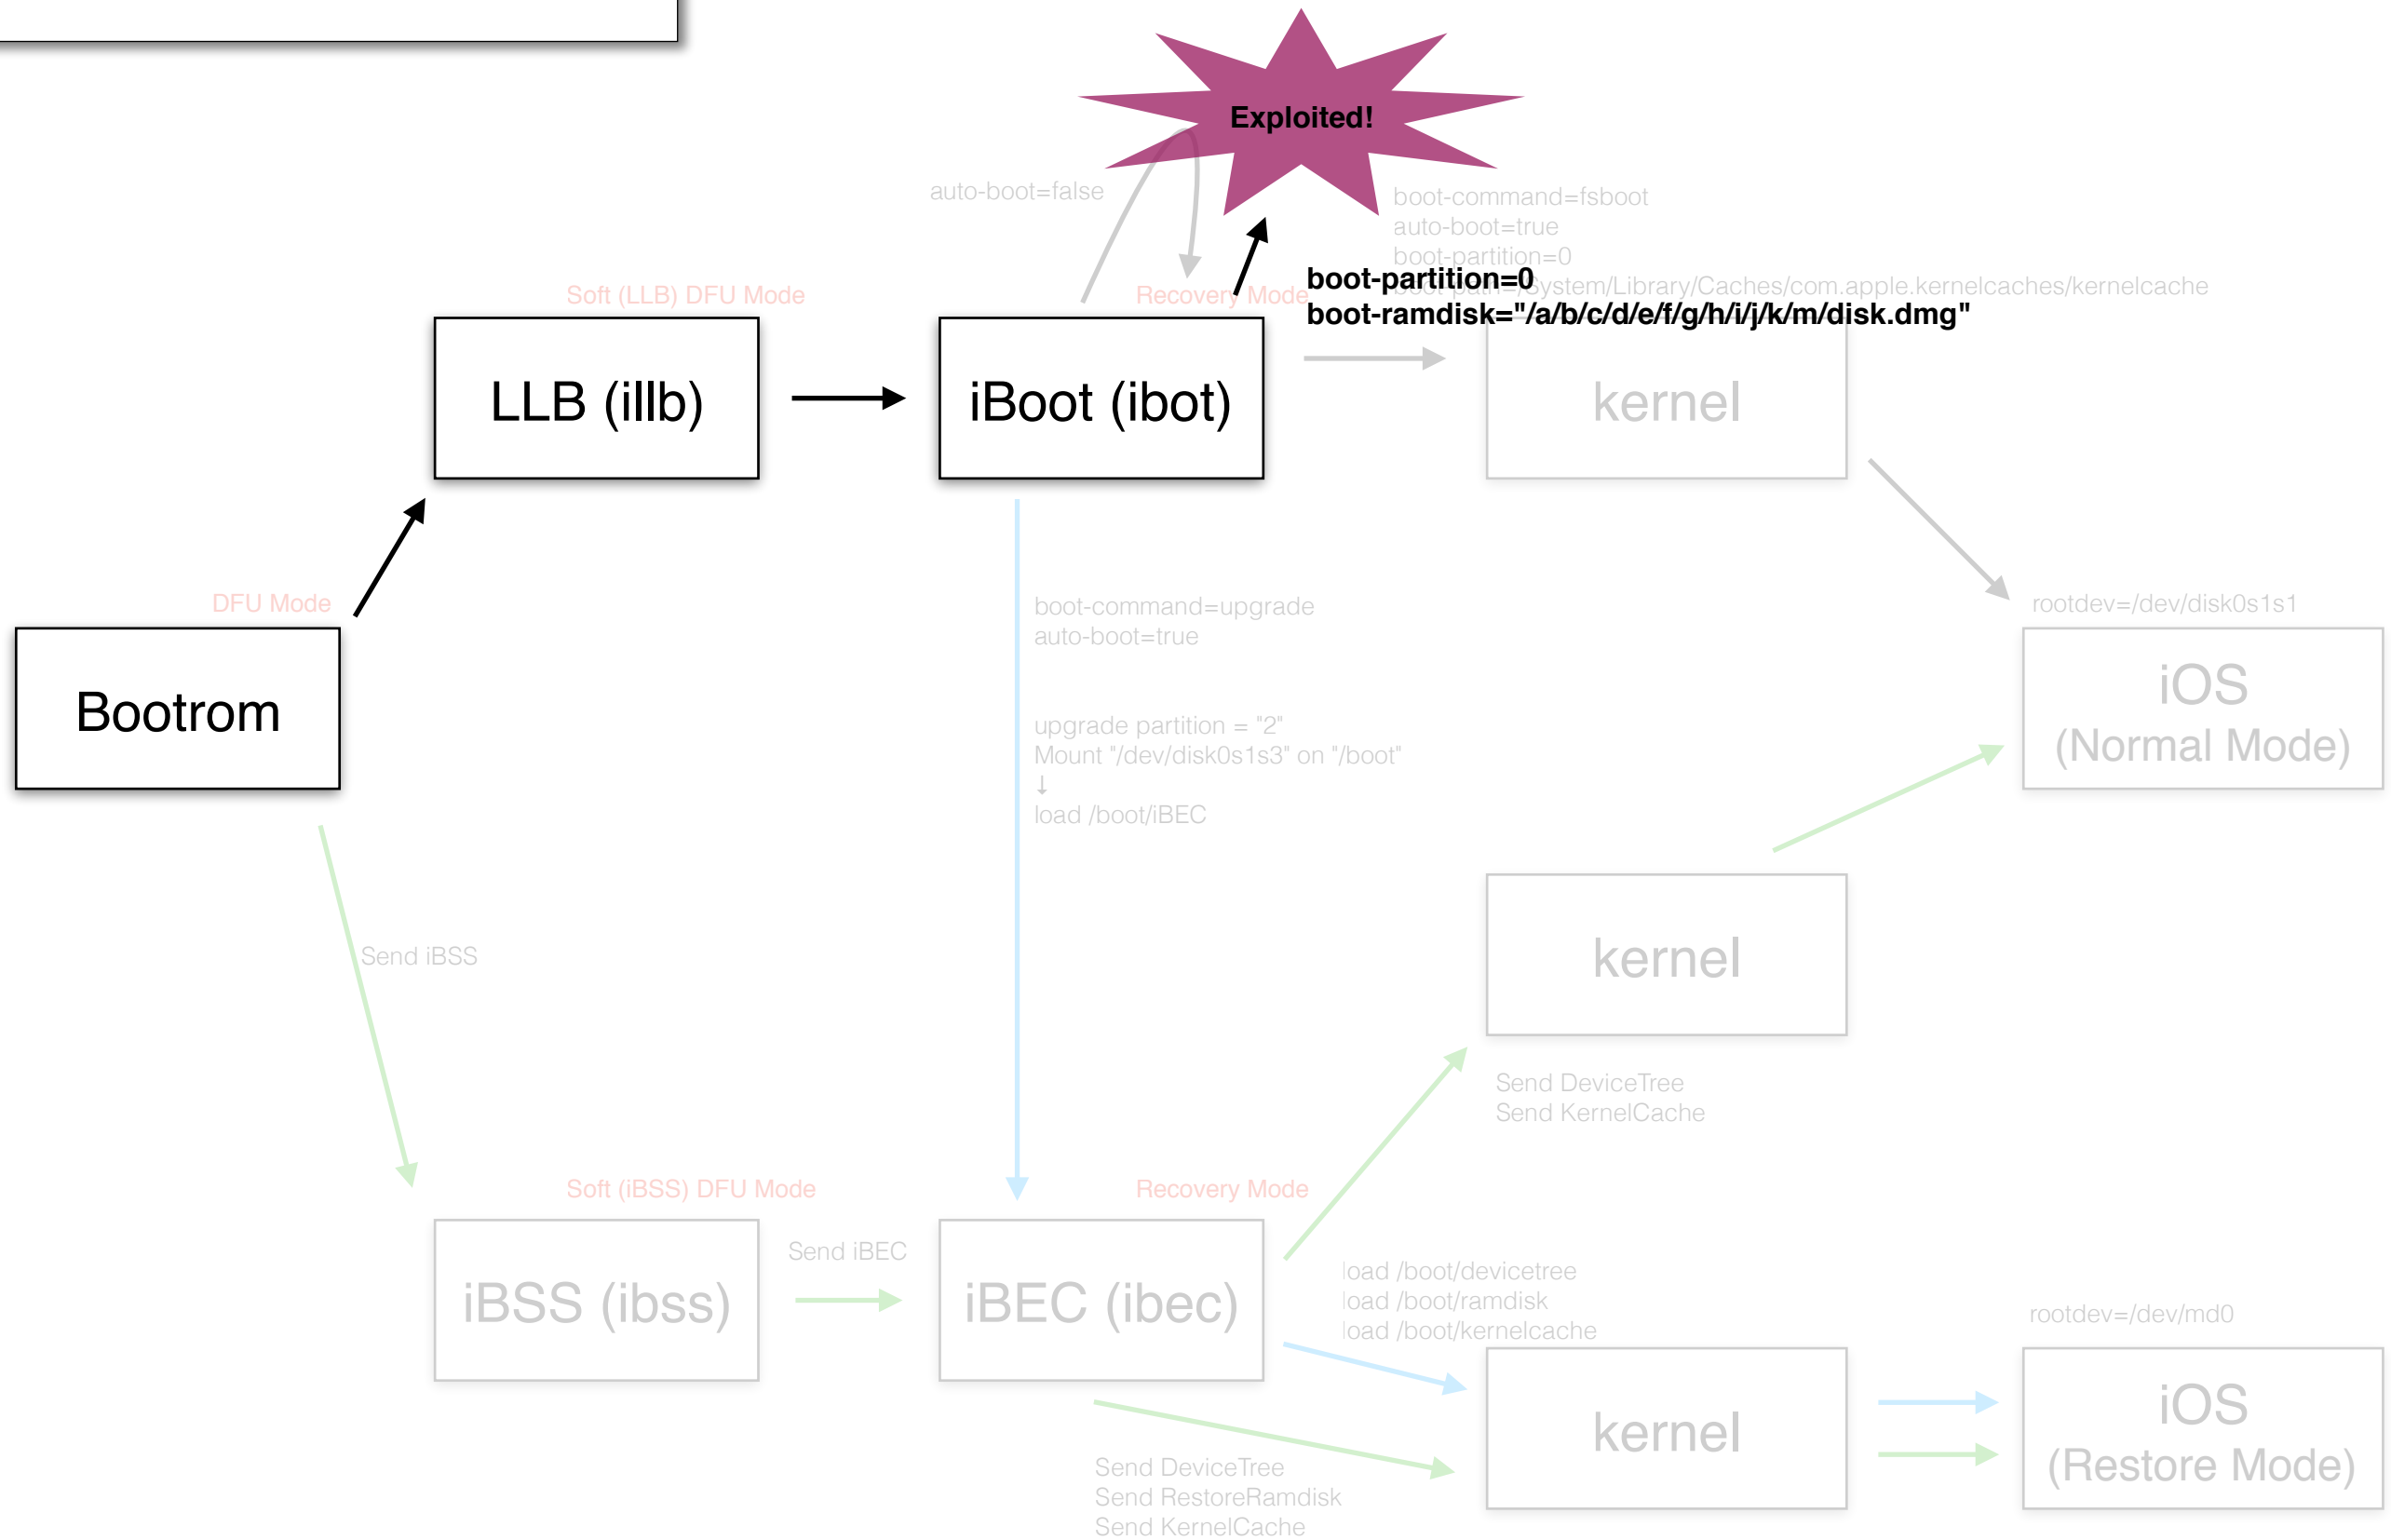 Exploited!
auto-boot=false
boot-command=fsboot
auto-boot=true
boot-partition=0
boot-path=/System/Library/Caches/com.apple.kernelcaches/kernelcache
boot-partition=0
boot-ramdisk="/a/b/c/d/e/f/g/h/i/j/k/m/disk.dmg"
Soft (LLB) DFU Mode
Recovery Mode
LLB (illb)
iBoot (ibot)
kernel
DFU Mode
Bootrom
boot-command=upgrade
auto-boot=true
upgrade partition = "2"
Mount "/dev/disk0s1s3" on "/boot"
↓
load /boot/iBEC
rootdev=/dev/disk0s1s1
iOS
(Normal Mode)
Send iBSS
kernel
Send DeviceTree
Send KernelCache
Soft (iBSS) DFU Mode
Recovery Mode
iBSS (ibss)
Send iBEC
iBEC (ibec)
load /boot/devicetree
load /boot/ramdisk
load /boot/kernelcache
rootdev=/dev/md0
kernel
iOS
(Restore Mode)
Send DeviceTree
Send RestoreRamdisk
Send KernelCache